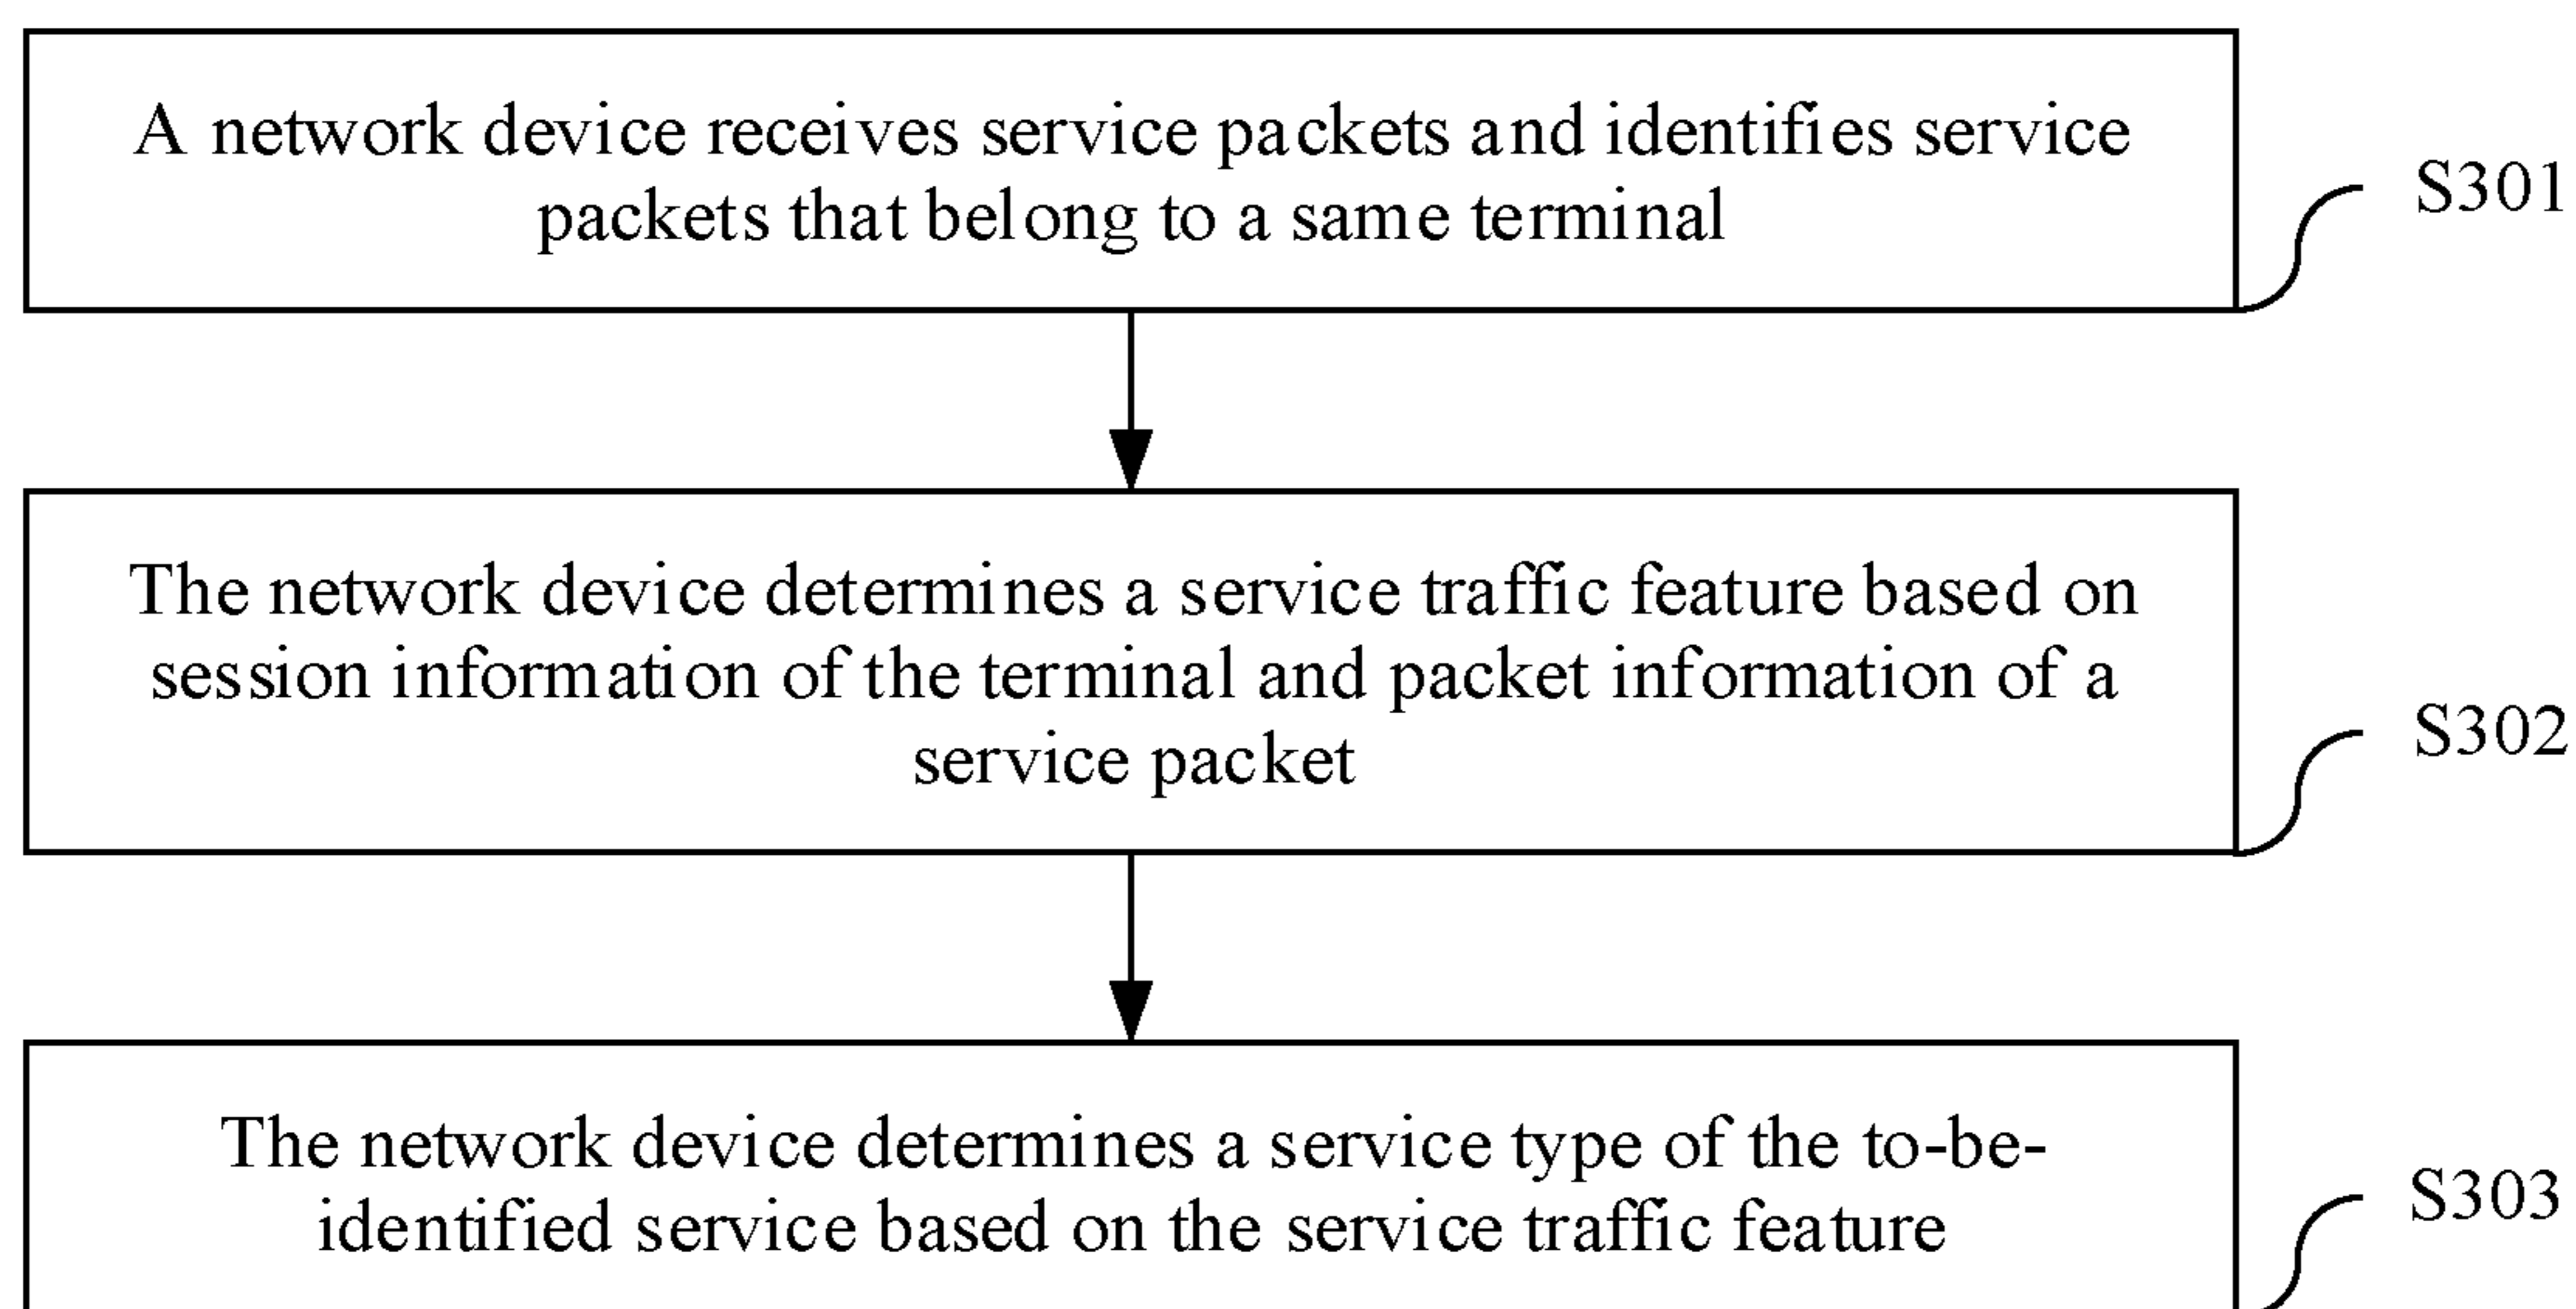 A network device receives service packets and identifies service
packets that belong to a same terminal
S301
The network device determines a service traffic feature based on
session information of the terminal and packet information of a
service packet
S302
The network device determines a service type of the to-be-
identified service based on the service traffic feature
S303